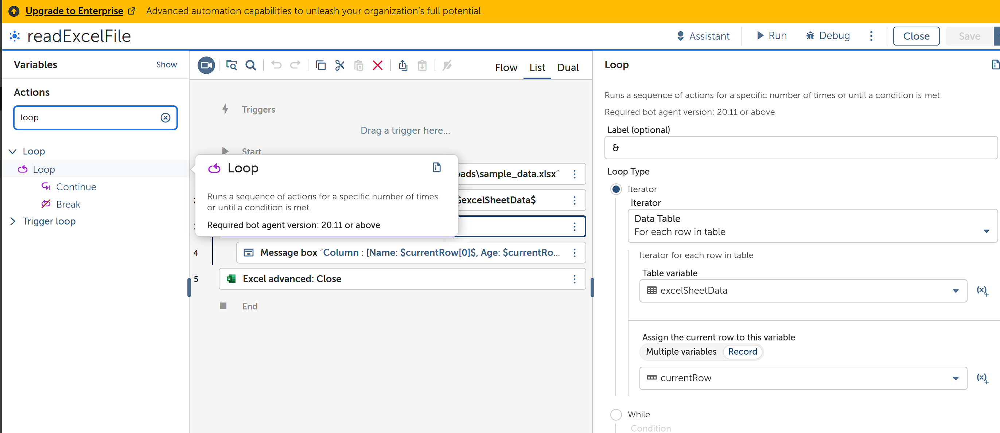 Upgrade to Enterprise Advanced automation capabilities to unleash your organization's full potential.
readExcelFile
Assistant Run Debug Close Save
Variables Show
Actions
loop
Loop
Loop
Continue
Break
Trigger loop
Flow List Dual
Triggers
Drag a trigger here...
Start
Loop
Runs a sequence of actions for a specific number of times
or until a condition is met.
Required bot agent version: 20.11 or above
\sample_data.xlsx"
$excelSheetData$
4 Message box "Column : [Name: $currentRow[0]$, Age: $currentRo...
5 Excel advanced: Close
End
Loop
Runs a sequence of actions for a specific number of times or until a condition is met.
Required bot agent version: 20.11 or above
Label (optional)
&
Loop Type
Iterator
Iterator
Data Table
For each row in table
Iterator for each row in table
Table variable
excelSheetData
(x)+
Assign the current row to this variable
Multiple variables Record
currentRow
(x)+
While
Condition